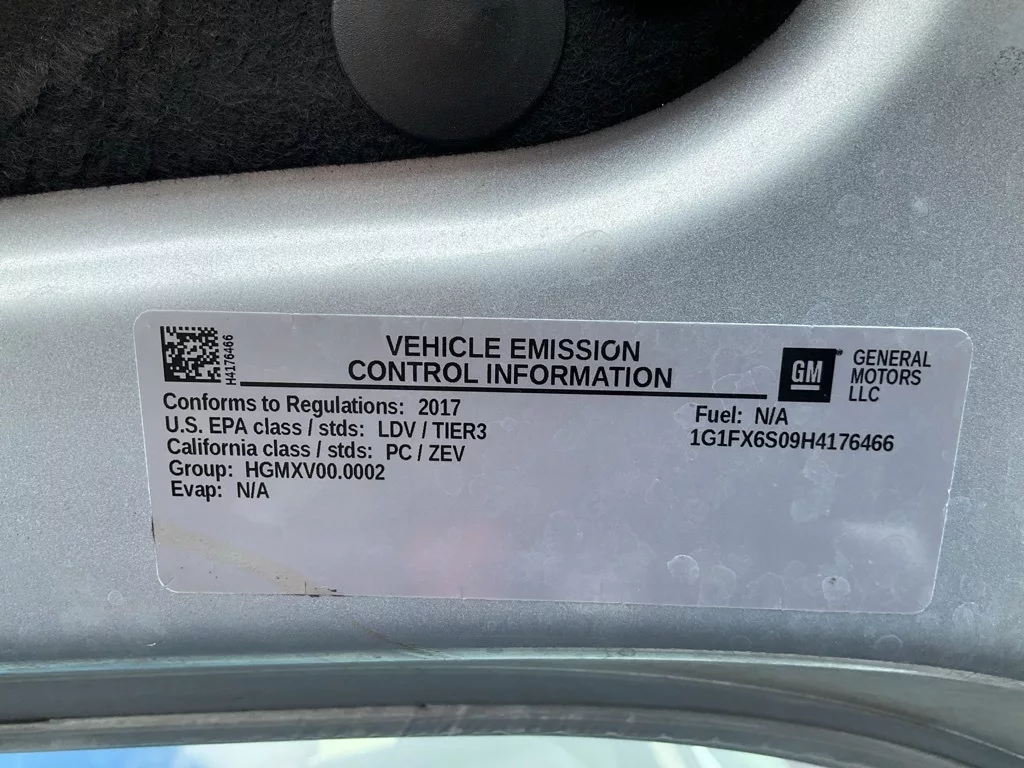 H4176466
VEHICLE EMISSION
CONTROL INFORMATION
GM
GENERAL
MOTORS
LLC
Conforms to Regulations: 2017
U.S. EPA class / stds: LDV / TIER3
California class / stds: PC / ZEV
Group: HGMXV00.0002
Evap: N/A
Fuel: N/A
1G1FX6S09H4176466